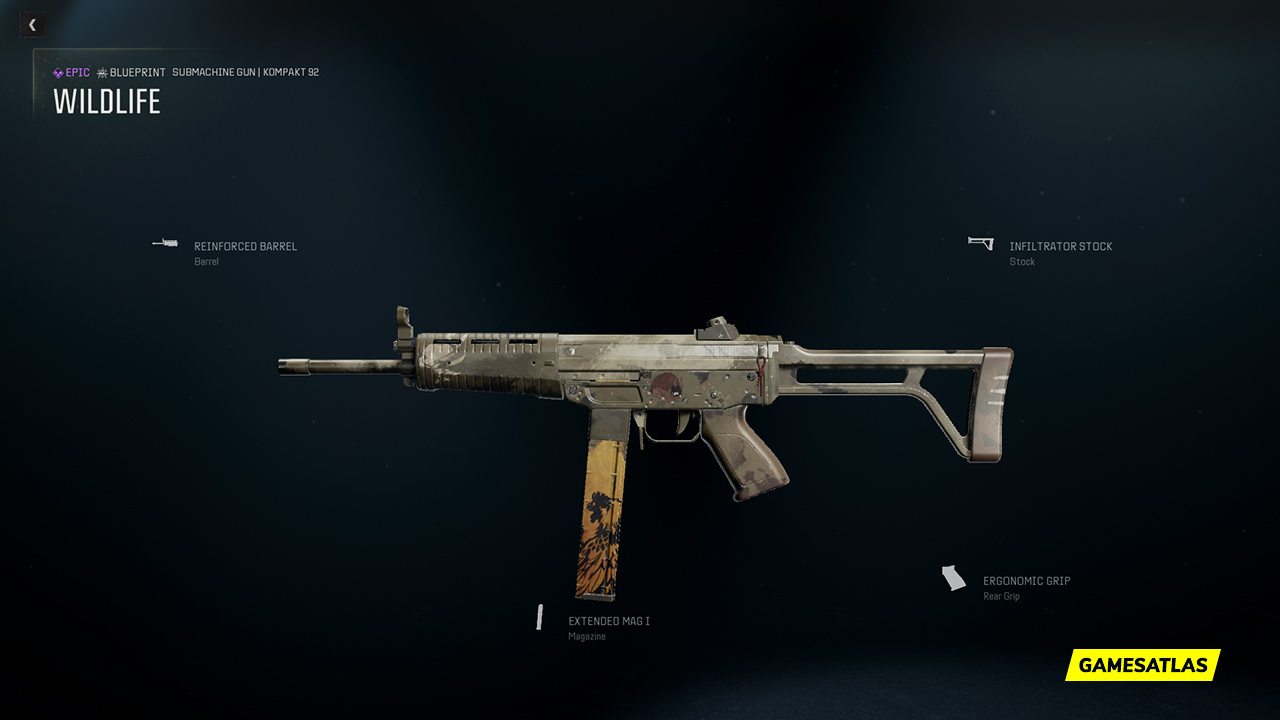 EPIC BLUEPRINT SUBMACHINE GUN | KOMPAKT 92
WILDLIFE
REINFORCED BARREL
Barrel
INFILTRATOR STOCK
Stock
ERGONOMIC GRIP
Rear Grip
EXTENDED MAG I
Magazine
GAMESATLAS